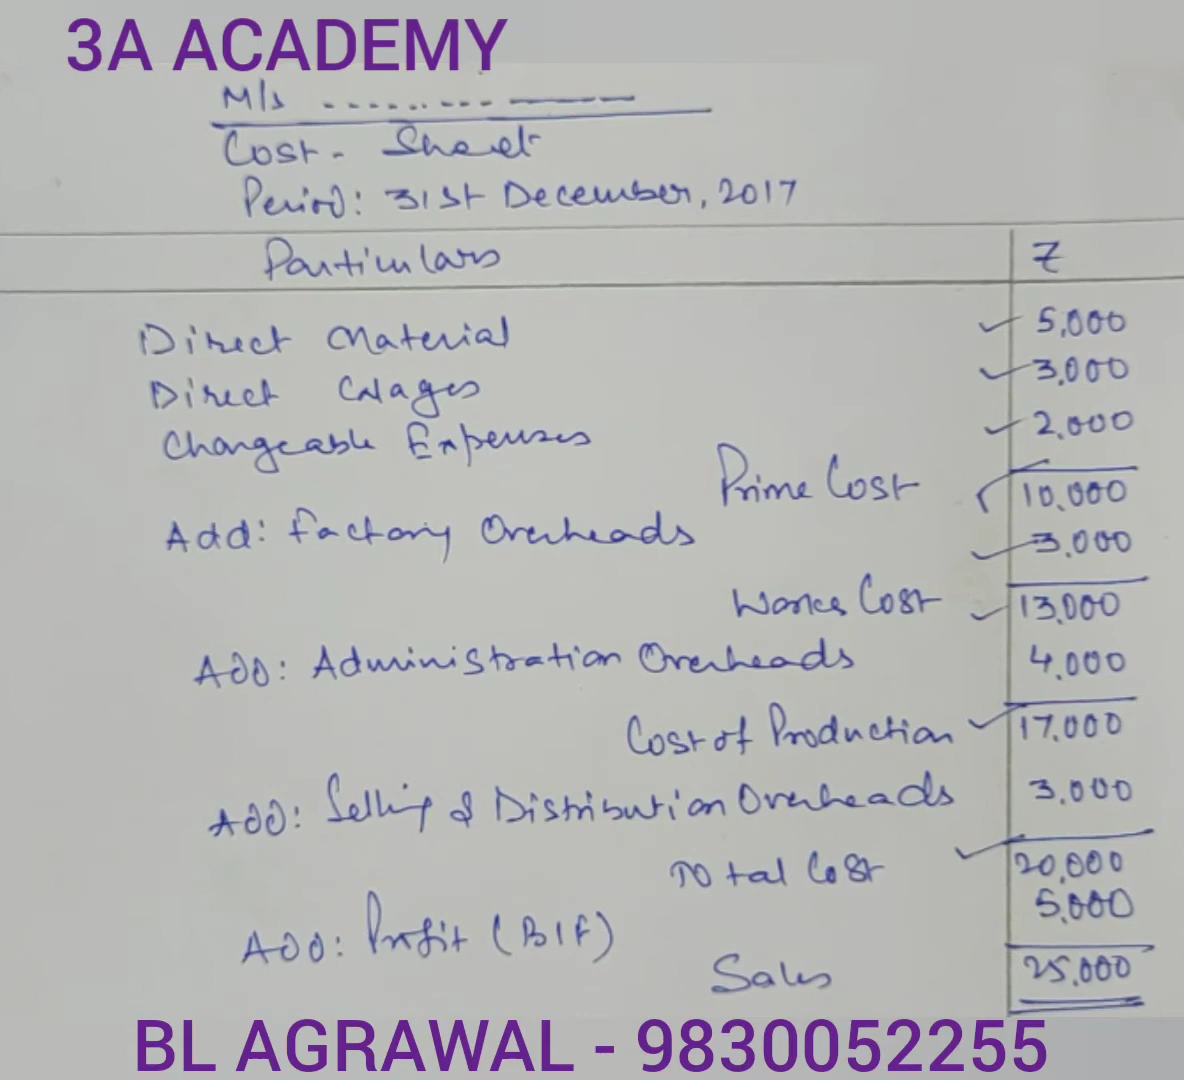 3A ACADEMY
M/s ......... ————
Cost - Sheet
Period: 31st December, 2017
Particulars ₹
Direct Material 5,000
Direct Wages 3,000
Chargeable Expenses 2,000
Prime Cost 10,000
Add: Factory Overheads 3,000
Works Cost 13,000
Add: Administration Overheads 4,000
Cost of Production 17,000
Add: Selling & Distribution Overheads 3,000
Total Cost 20,000
Add: Profit (B/F) 5,000
Sales 25,000
BL AGRAWAL - 9830052255